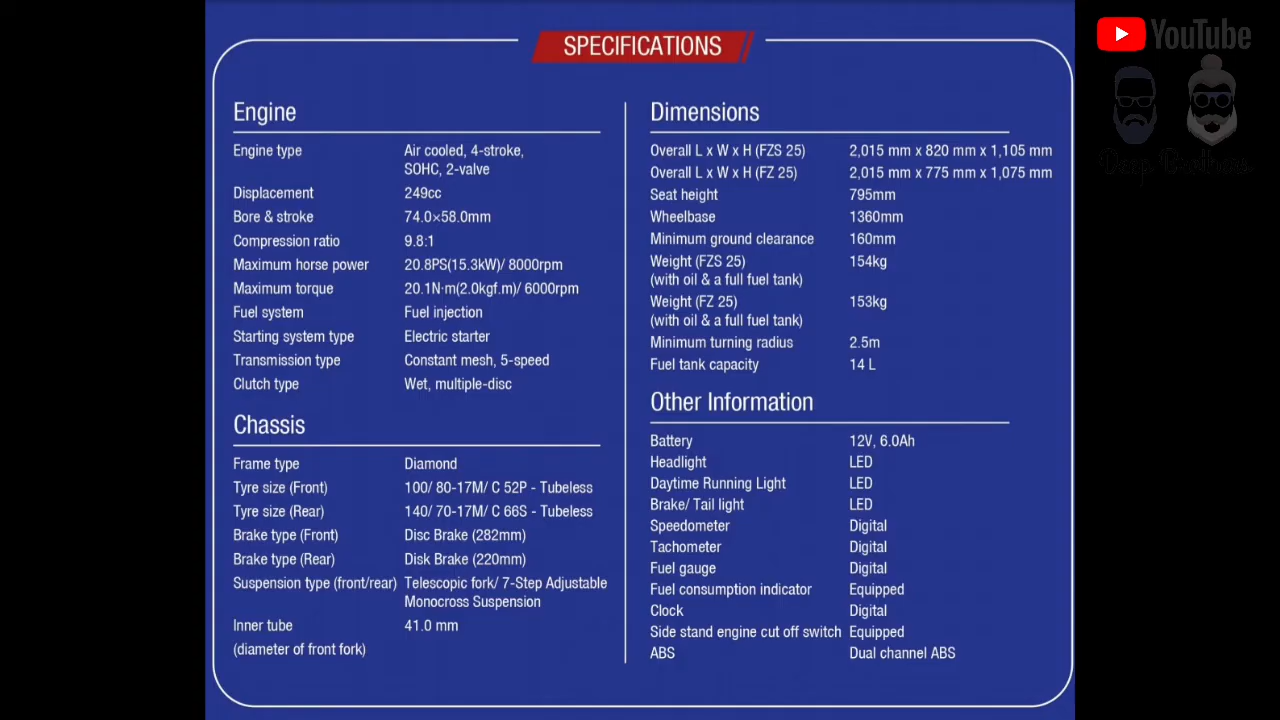 SPECIFICATIONS
YouTube
Deep Brothers
Engine
Engine type Air cooled, 4-stroke,
SOHC, 2-valve
Displacement 249cc
Bore & stroke 74.0×58.0mm
Compression ratio 9.8:1
Maximum horse power 20.8PS(15.3kW)/ 8000rpm
Maximum torque 20.1N·m(2.0kgf.m)/ 6000rpm
Fuel system Fuel injection
Starting system type Electric starter
Transmission type Constant mesh, 5-speed
Clutch type Wet, multiple-disc
Chassis
Frame type Diamond
Tyre size (Front) 100/ 80-17M/ C 52P - Tubeless
Tyre size (Rear) 140/ 70-17M/ C 66S - Tubeless
Brake type (Front) Disc Brake (282mm)
Brake type (Rear) Disk Brake (220mm)
Suspension type (front/rear) Telescopic fork/ 7-Step Adjustable
Monocross Suspension
Inner tube 41.0 mm
(diameter of front fork)
Dimensions
Overall L x W x H (FZS 25) 2,015 mm x 820 mm x 1,105 mm
Overall L x W x H (FZ 25) 2,015 mm x 775 mm x 1,075 mm
Seat height 795mm
Wheelbase 1360mm
Minimum ground clearance 160mm
Weight (FZS 25) 154kg
(with oil & a full fuel tank)
Weight (FZ 25) 153kg
(with oil & a full fuel tank)
Minimum turning radius 2.5m
Fuel tank capacity 14 L
Other Information
Battery 12V, 6.0Ah
Headlight LED
Daytime Running Light LED
Brake/ Tail light LED
Speedometer Digital
Tachometer Digital
Fuel gauge Digital
Fuel consumption indicator Equipped
Clock Digital
Side stand engine cut off switch Equipped
ABS Dual channel ABS